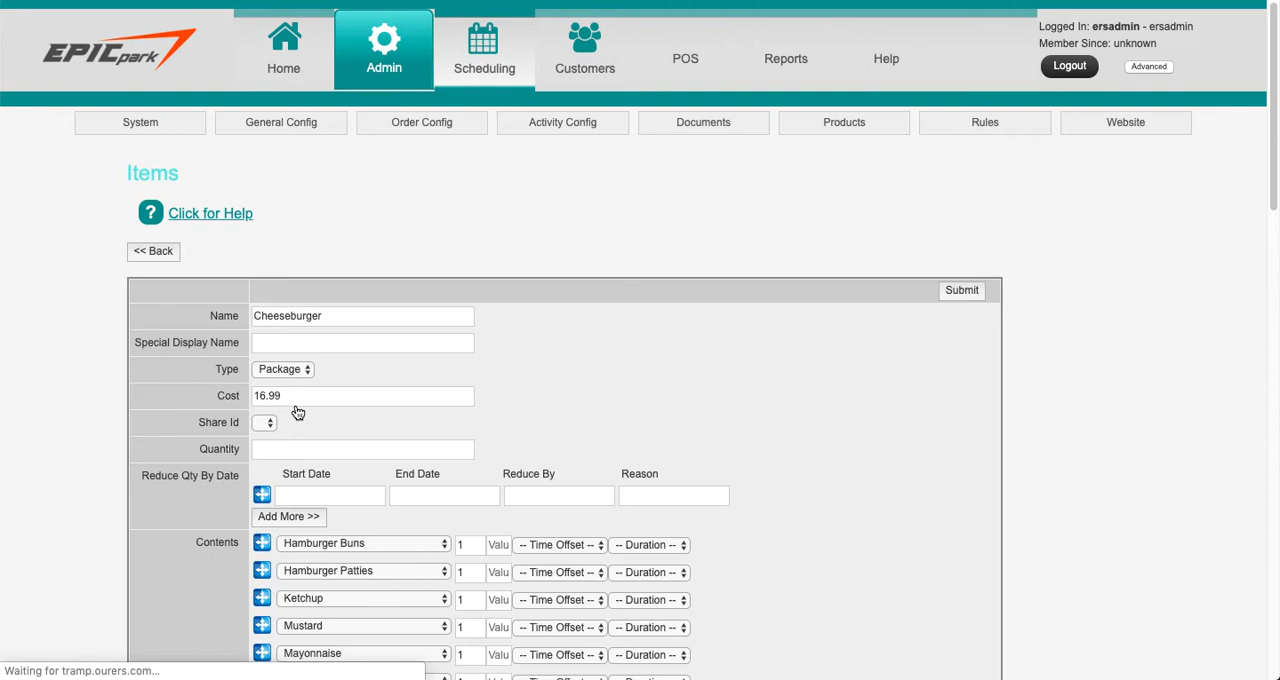 EPICpark
Home
Admin
Scheduling
Customers
POS
Reports
Help
Logged In: ersadmin - ersadmin
Member Since: unknown
Logout
Advanced
System
General Config
Order Config
Activity Config
Documents
Products
Rules
Website
Items
? Click for Help
<< Back
Submit
Name
Cheeseburger
Special Display Name
Type
Package
Cost
16.99
Share Id
Quantity
Reduce Qty By Date
Start Date
End Date
Reduce By
Reason
Add More >>
Contents
Hamburger Buns 1 Valu -- Time Offset -- -- Duration --
Hamburger Patties 1 Valu -- Time Offset -- -- Duration --
Ketchup 1 Valu -- Time Offset -- -- Duration --
Mustard 1 Valu -- Time Offset -- -- Duration --
Mayonnaise 1 Valu -- Time Offset -- -- Duration --
Waiting for tramp.ourers.com...